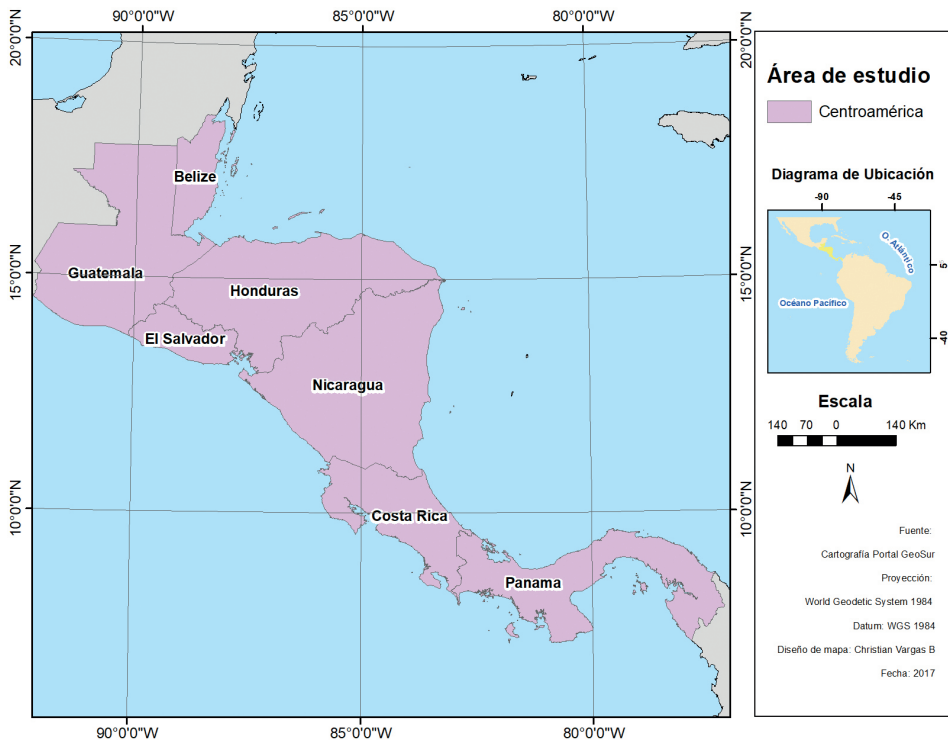 90°0'0"W
85°0'0"W
80°0'0"W
20°0'0"N
20°0'0"N
15°0'0"N
15°0'0"N
10°0'0"N
10°0'0"N
Belize
Guatemala
Honduras
El Salvador
Nicaragua
Costa Rica
Panama
90°0'0"W
85°0'0"W
80°0'0"W
Área de estudio
Centroamérica
Diagrama de Ubicación
-90
-45
O. Atlántico
5°
Océano Pacífico
-40
Escala
140 70 0 140 Km
N
Fuente:
Cartografía Portal GeoSur
Proyección:
World Geodetic System 1984
Datum: WGS 1984
Diseño de mapa: Christian Vargas B
Fecha: 2017